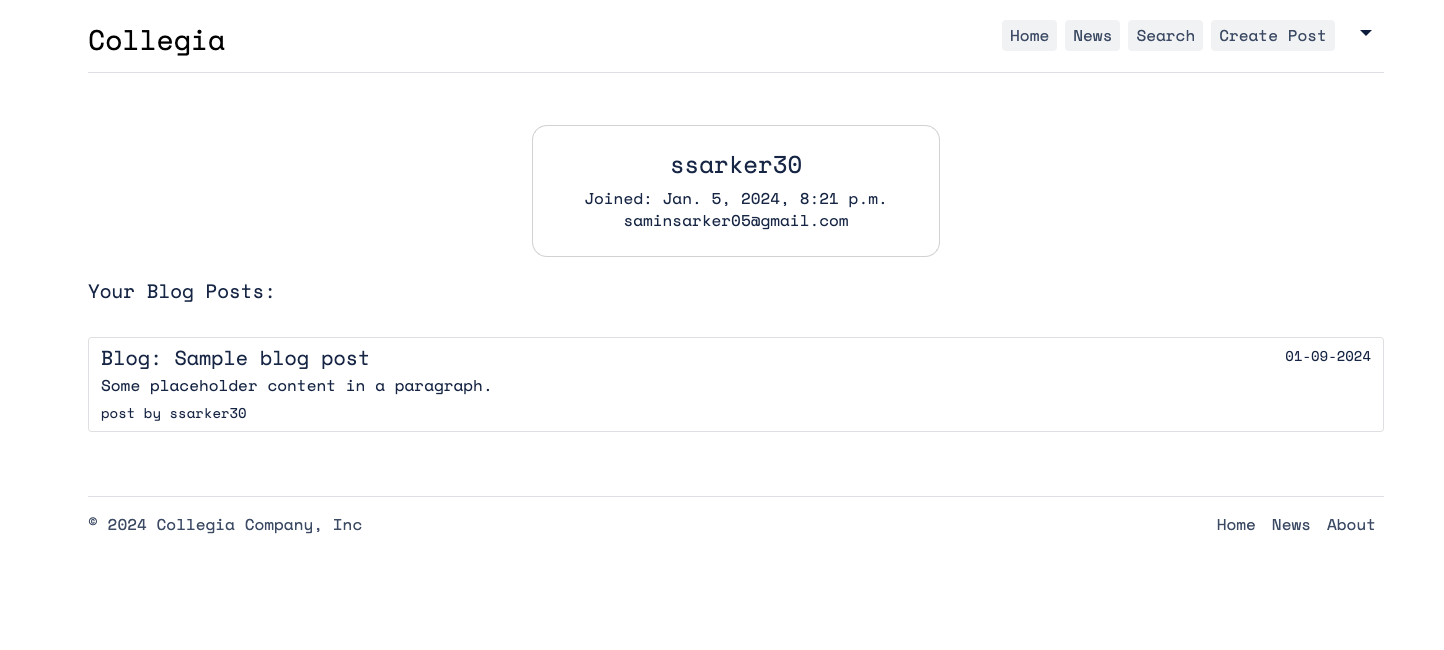 Collegia
Home News Search Create Post
ssarker30
Joined: Jan. 5, 2024, 8:21 p.m.
saminsarker05@gmail.com
Your Blog Posts:
Blog: Sample blog post
01-09-2024
Some placeholder content in a paragraph.
post by ssarker30
© 2024 Collegia Company, Inc
Home News About